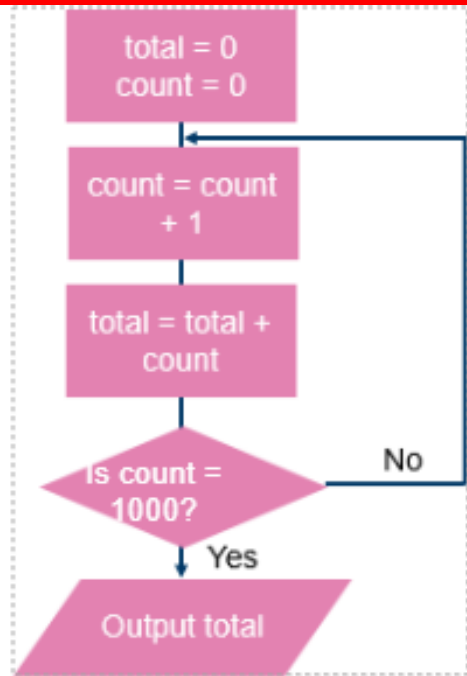 total = 0
count = 0
count = count
+ 1
total = total +
count
Is count =
1000?
No
Yes
Output total